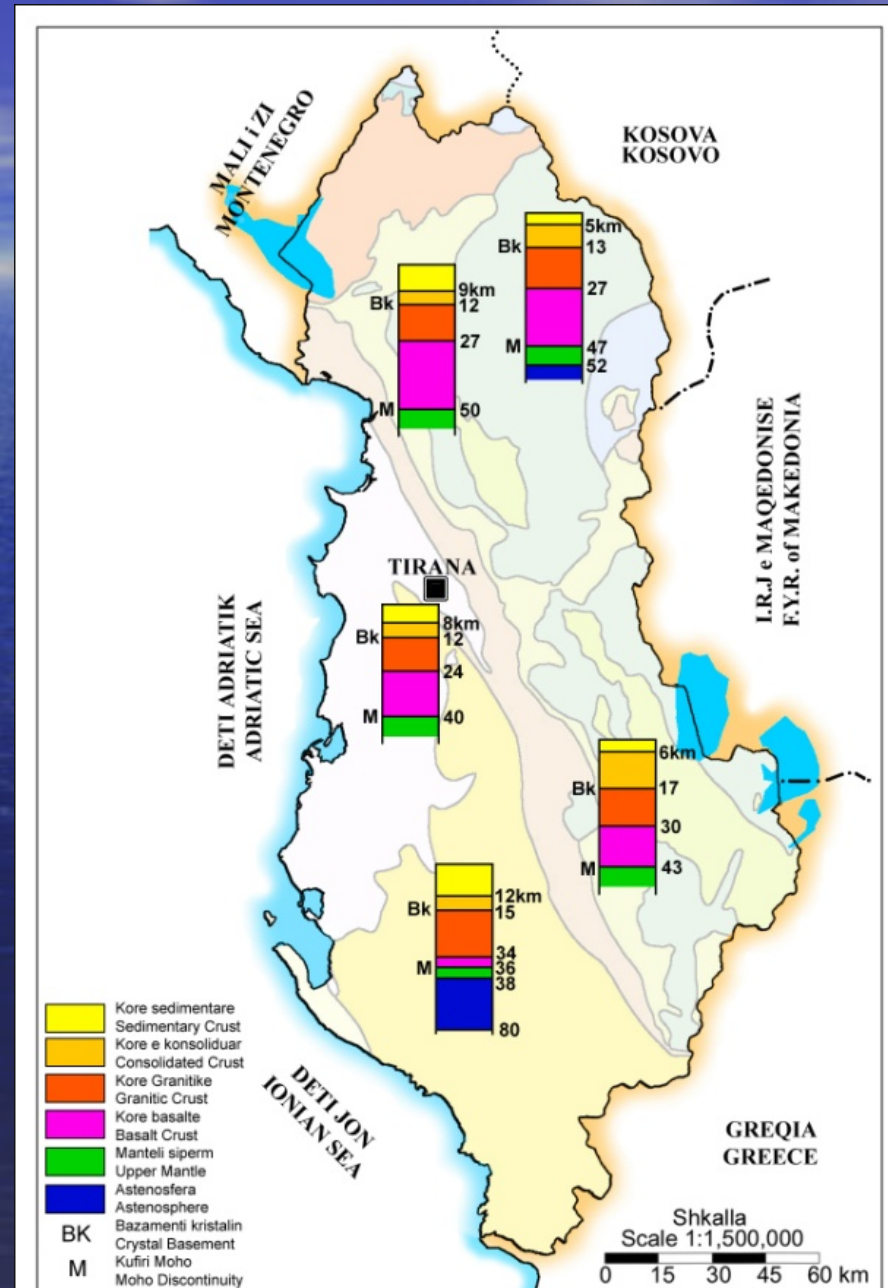 MALI i ZI
MONTENEGRO
KOSOVA
KOSOVO
5km
Bk
13
27
M
47
52
9km
Bk
12
27
M
50
I.R.J e MAQEDONISE
F.Y.R. of MAKEDONIA
TIRANA
DETI ADRIATIK
ADRIATIC SEA
8km
Bk
12
24
M
40
6km
Bk
17
30
M
43
12km
Bk
15
34
M
36
38
80
DETI JON
IONIAN SEA
GREQIA
GREECE
Kore sedimentare
Sedimentary Crust
Kore e konsoliduar
Consolidated Crust
Kore Granitike
Granitic Crust
Kore basalte
Basalt Crust
Manteli siperm
Upper Mantle
Astenosfera
Astenosphere
BK
Bazamenti kristalin
Crystal Basement
M
Kufiri Moho
Moho Discontinuity
Shkalla
Scale 1:1,500,000
0 15 30 45 60 km